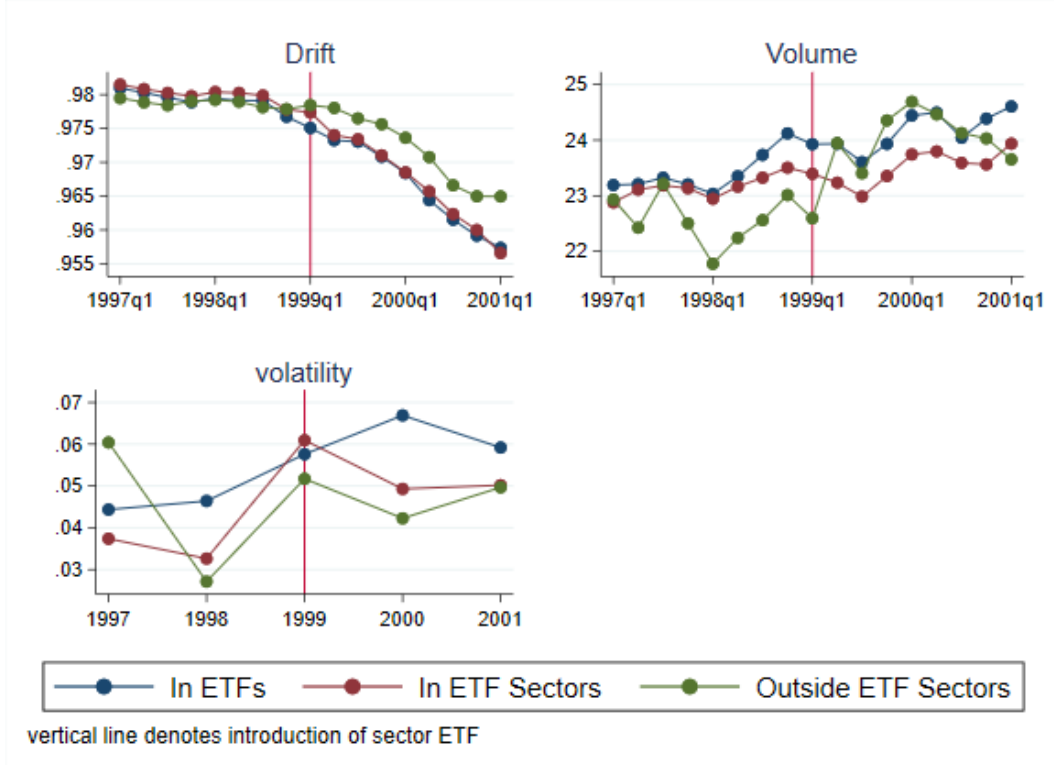 Drift
.98
.975
.97
.965
.96
.955
1997q1 1998q1 1999q1 2000q1 2001q1
Volume
25
24
23
22
1997q1 1998q1 1999q1 2000q1 2001q1
volatility
.07
.06
.05
.04
.03
1997 1998 1999 2000 2001
In ETFs In ETF Sectors Outside ETF Sectors
vertical line denotes introduction of sector ETF